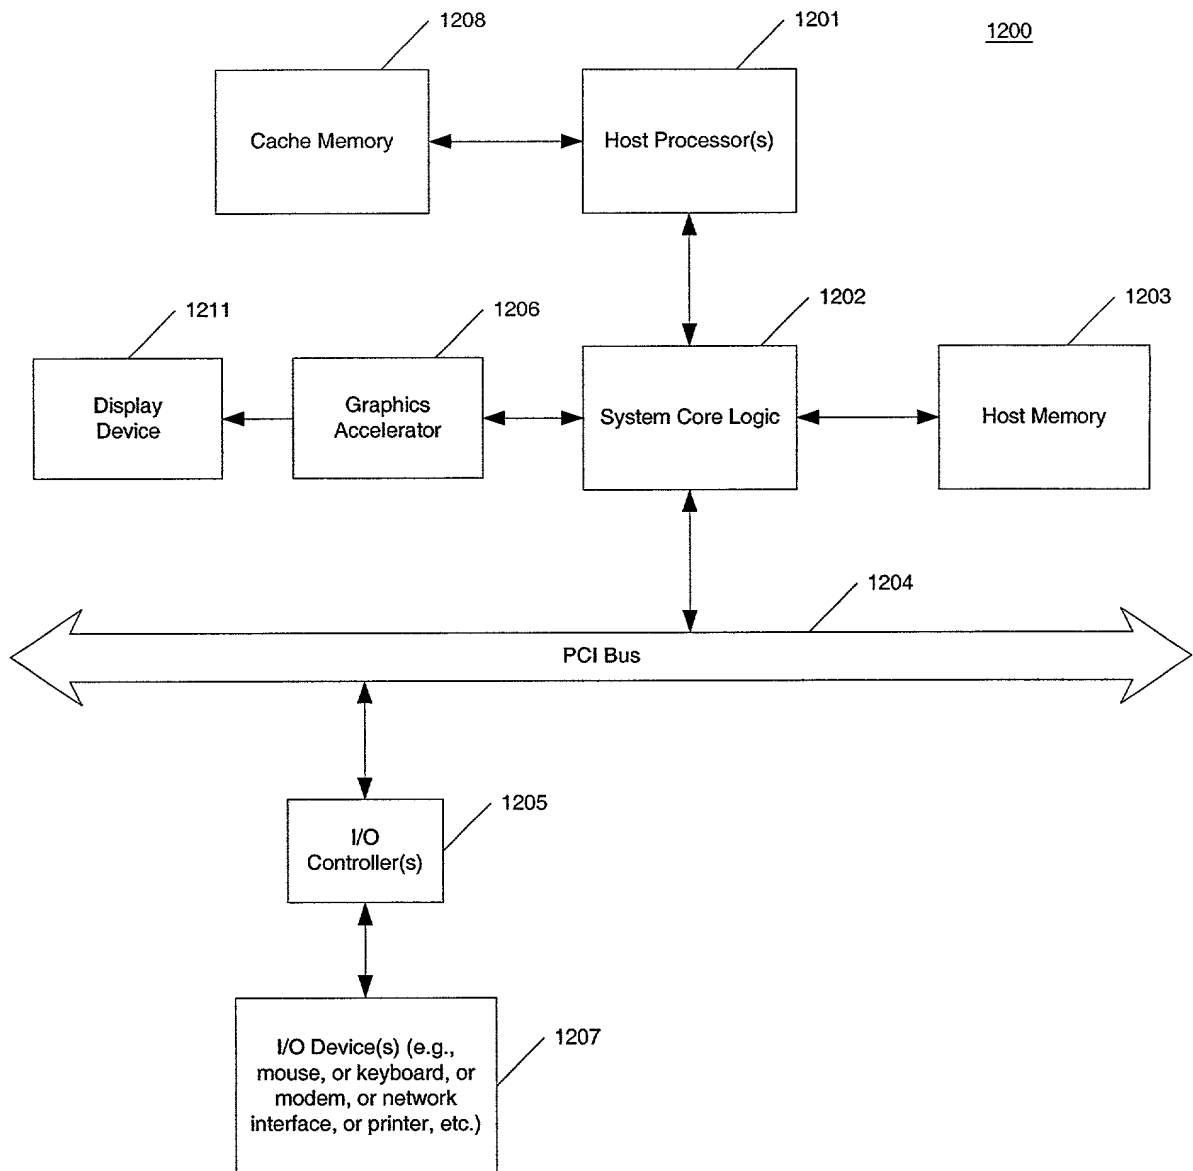 1208
1201
1200
Cache Memory
Host Processor(s)
1211
1206
1202
1203
Display
Device
Graphics
Accelerator
System Core Logic
Host Memory
1204
PCI Bus
1205
I/O
Controller(s)
1207
I/O Device(s) (e.g.,
mouse, or keyboard, or
modem, or network
interface, or printer, etc.)